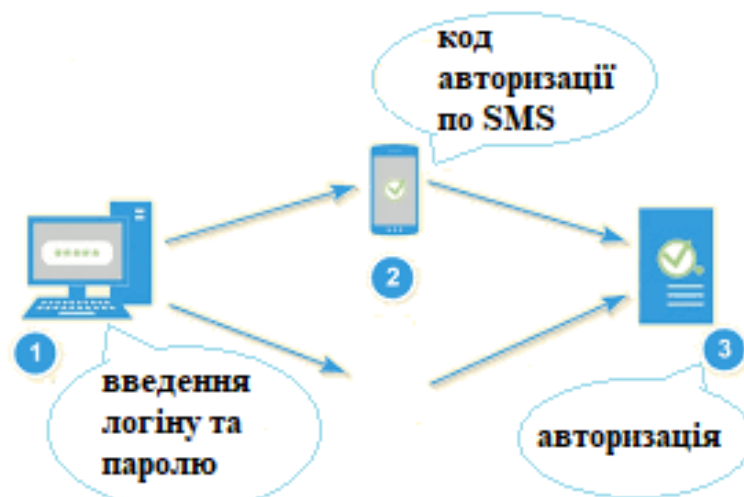 код
авторизації
по SMS
*****
2
1
3
введення
логіну та
паролю
авторизація